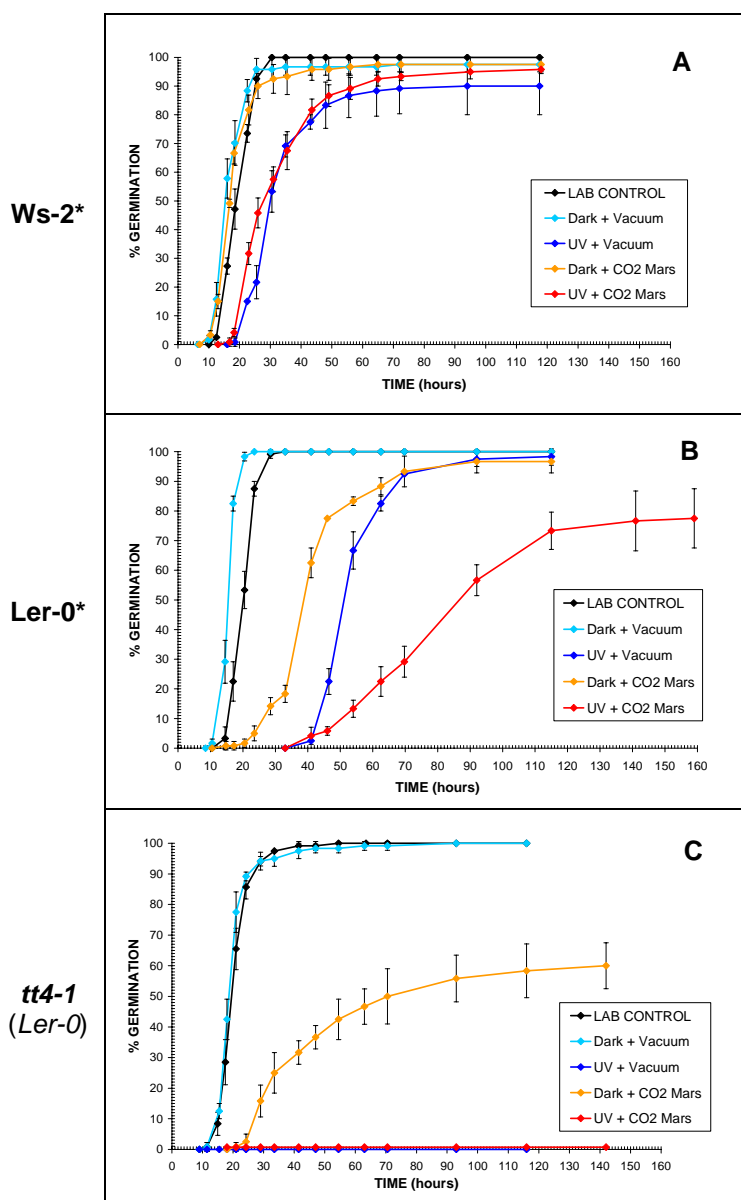 Ws-2*
A
% GERMINATION
100
90
80
70
60
50
40
30
20
10
0
0 10 20 30 40 50 60 70 80 90 100 110 120 130 140 150 160
TIME (hours)
LAB CONTROL
Dark + Vacuum
UV + Vacuum
Dark + CO2 Mars
UV + CO2 Mars
Ler-0*
B
% GERMINATION
100
90
80
70
60
50
40
30
20
10
0
0 10 20 30 40 50 60 70 80 90 100 110 120 130 140 150 160
TIME (hours)
LAB CONTROL
Dark + Vacuum
UV + Vacuum
Dark + CO2 Mars
UV + CO2 Mars
tt4-1
(Ler-0)
C
% GERMINATION
100
90
80
70
60
50
40
30
20
10
0
0 10 20 30 40 50 60 70 80 90 100 110 120 130 140 150 160
TIME (hours)
LAB CONTROL
Dark + Vacuum
UV + Vacuum
Dark + CO2 Mars
UV + CO2 Mars